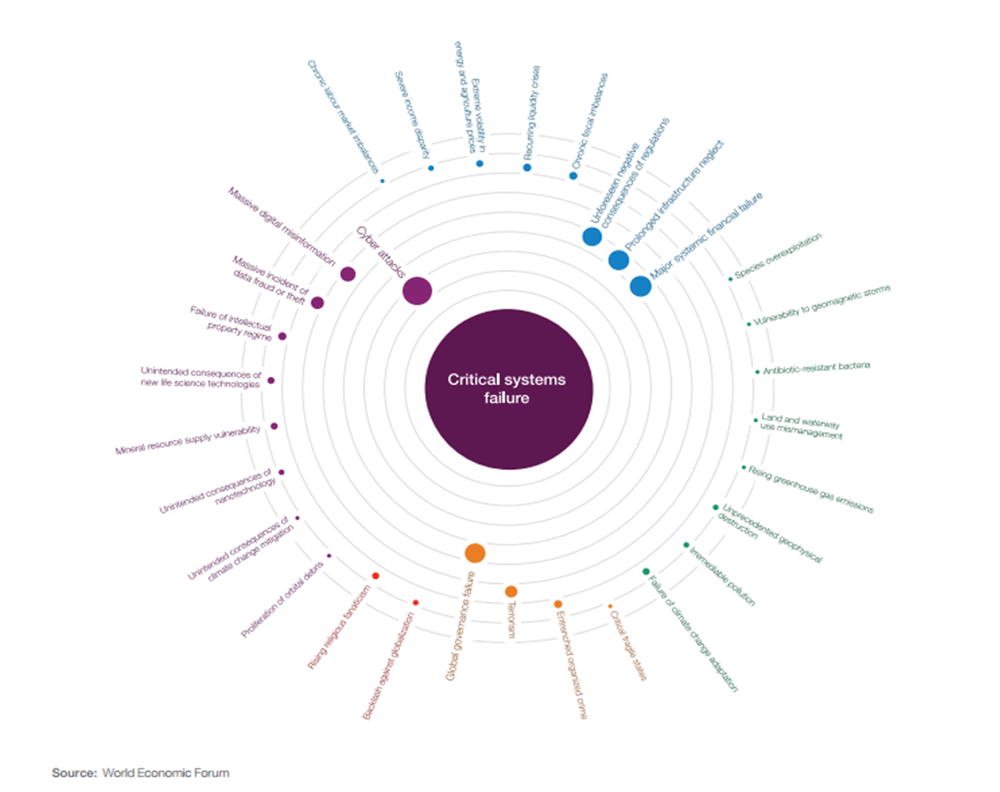 Chronic labour market imbalances
Severe income disparity
Extreme volatility in
energy and agriculture prices
Recurring liquidity crises
Chronic fiscal imbalances
Unforeseen negative
consequences of regulations
Prolonged infrastructure neglect
Major systemic financial failure
Species overexploitation
Vulnerability to geomagnetic storms
Antibiotic-resistant bacteria
Land and waterway
use mismanagement
Rising greenhouse gas emissions
Unprecedented geophysical
destruction
Irremediable pollution
Failure of climate change adaptation
Critical fragile states
Entrenched organized crime
Terrorism
Global governance failure
Backlash against globalization
Rising religious fanaticism
Proliferation of orbital debris
Unintended consequences of
climate change mitigation
Unintended consequences of
nanotechnology
Mineral resource supply vulnerability
Unintended consequences of
new life science technologies
Failure of intellectual
property regime
Massive incident of
data fraud or theft
Massive digital misinformation
Cyber attacks
Critical systems
failure
Source: World Economic Forum